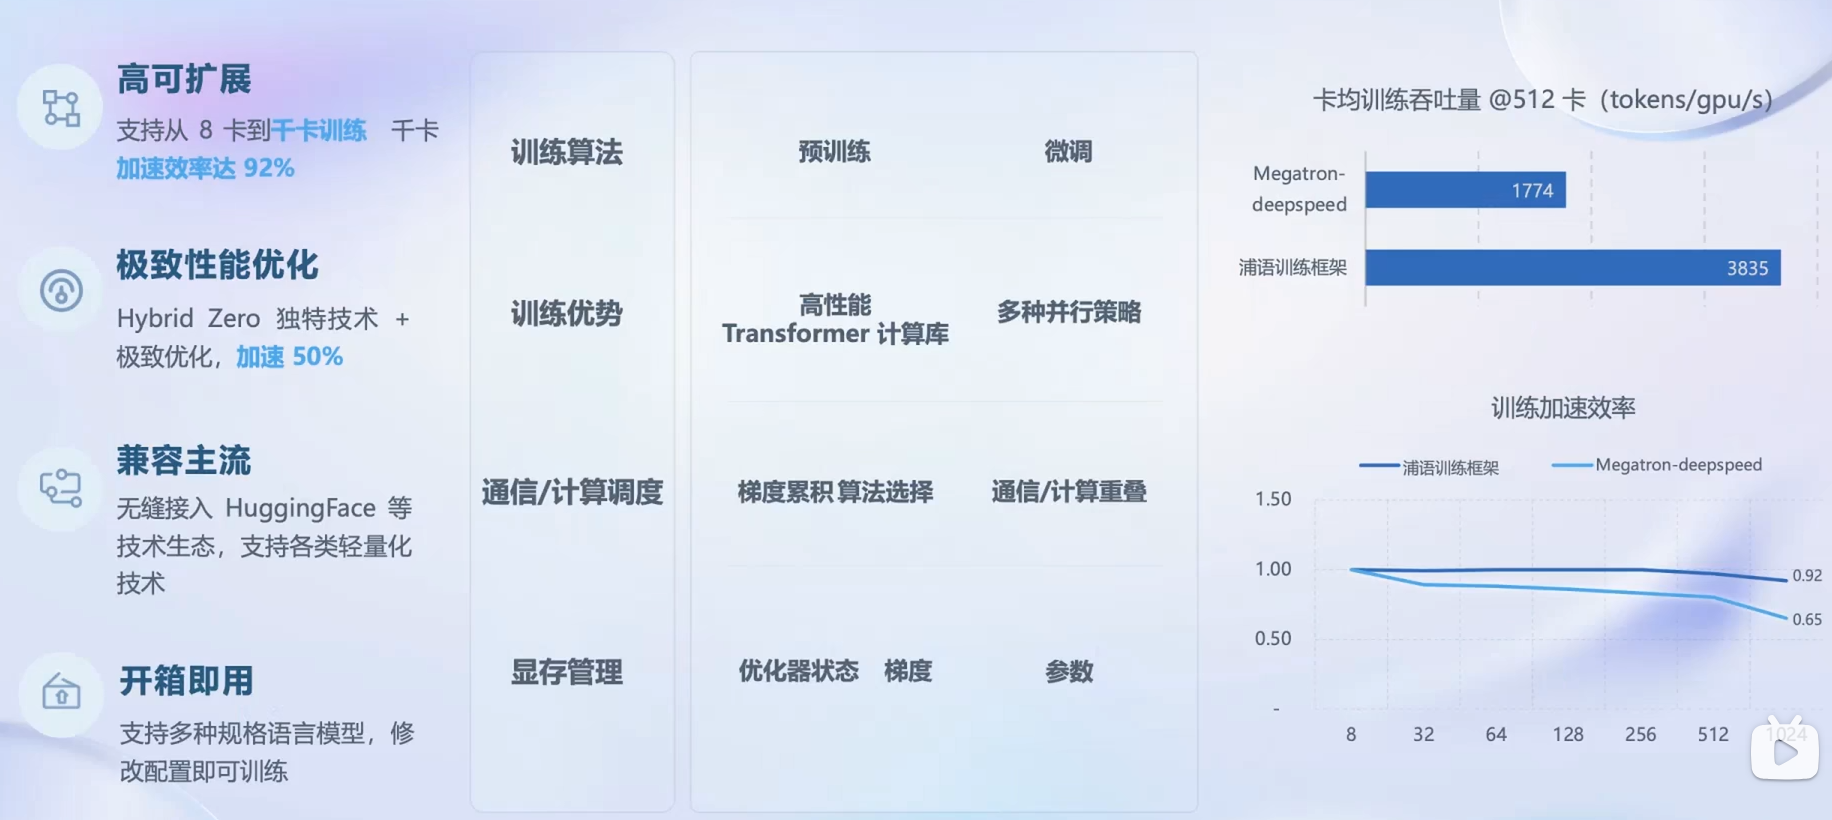 高可扩展
支持从 8 卡到千卡训练 千卡
加速效率达 92%
极致性能优化
Hybrid Zero 独特技术 +
极致优化，加速 50%
兼容主流
无缝接入 HuggingFace 等
技术生态，支持各类轻量化
技术
开箱即用
支持多种规格语言模型，修
改配置即可训练
训练算法
预训练 微调
训练优势
高性能
Transformer 计算库
多种并行策略
通信/计算调度
梯度累积 算法选择 通信/计算重叠
显存管理
优化器状态 梯度 参数
卡均训练吞吐量 @512 卡（tokens/gpu/s）
Megatron-
deepspeed
1774
浦语训练框架
3835
训练加速效率
浦语训练框架 Megatron-deepspeed
1.50
1.00
0.50
-
0.92
0.65
8 32 64 128 256 512 1024